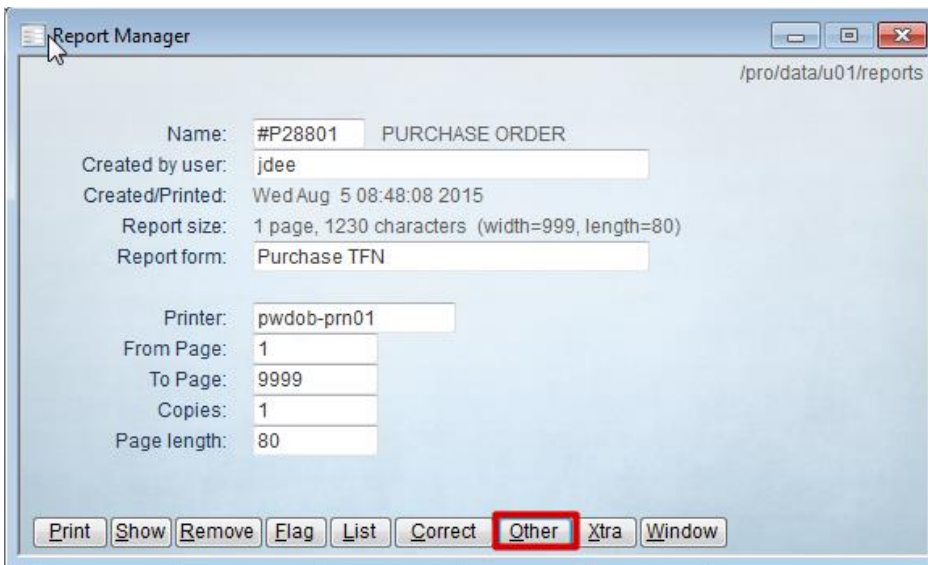 Report Manager
/pro/data/u01/reports
Name: #P28801 PURCHASE ORDER
Created by user: jdee
Created/Printed: Wed Aug 5 08:48:08 2015
Report size: 1 page, 1230 characters (width=999, length=80)
Report form: Purchase TFN
Printer: pwdob-prn01
From Page: 1
To Page: 9999
Copies: 1
Page length: 80
Print Show Remove Flag List Correct Other Xtra Window